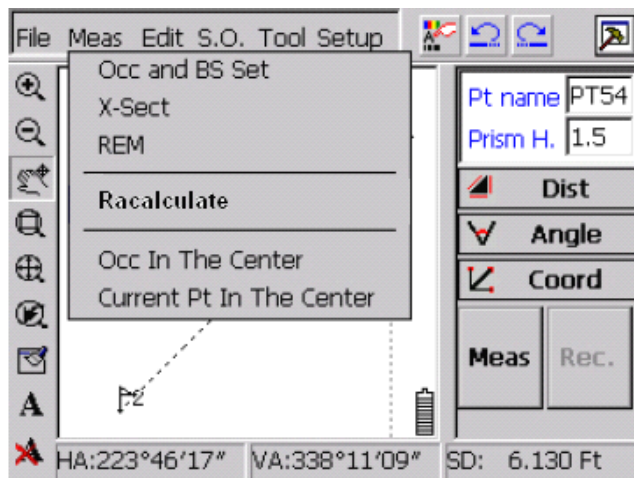 File Meas Edit S.O. Tool Setup
Occ and BS Set
X-Sect
REM
Racalculate
Occ In The Center
Current Pt In The Center
Pt name PT54
Prism H. 1.5
Dist
Angle
Coord
Meas Rec.
A
2
HA:223°46'17" VA:338°11'09" SD: 6.130 Ft